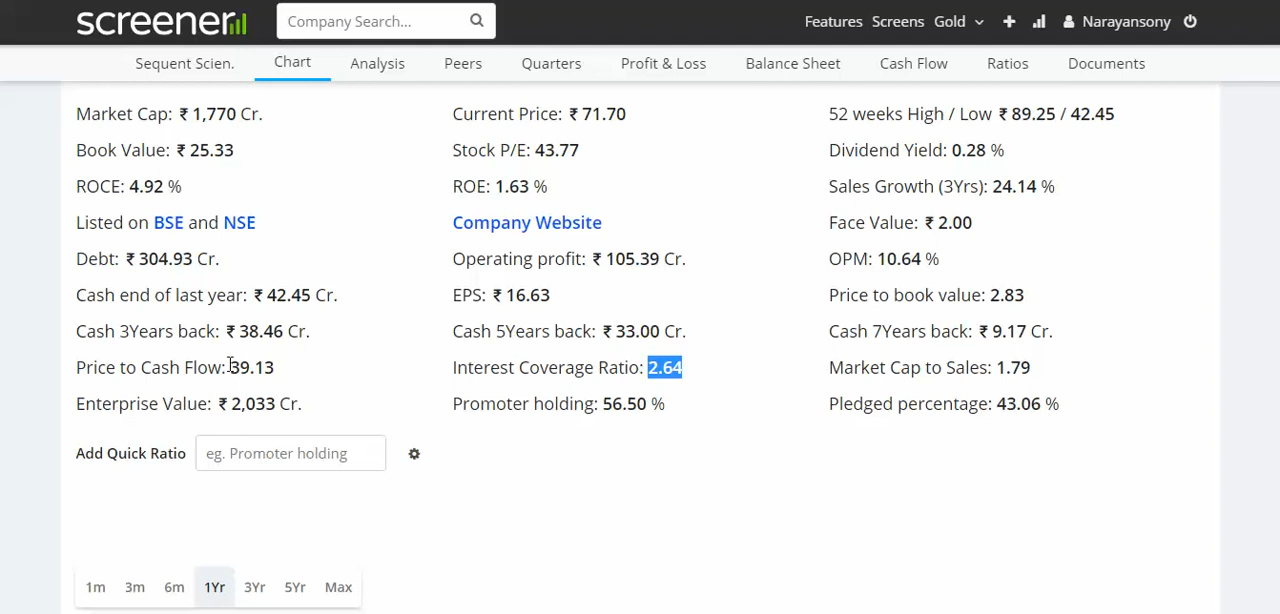 screener Company Search... Features Screens Gold Narayansony
Sequent Scien. Chart Analysis Peers Quarters Profit & Loss Balance Sheet Cash Flow Ratios Documents
Market Cap: ₹ 1,770 Cr. Current Price: ₹ 71.70 52 weeks High / Low ₹ 89.25 / 42.45
Book Value: ₹ 25.33 Stock P/E: 43.77 Dividend Yield: 0.28 %
ROCE: 4.92 % ROE: 1.63 % Sales Growth (3Yrs): 24.14 %
Listed on BSE and NSE Company Website Face Value: ₹ 2.00
Debt: ₹ 304.93 Cr. Operating profit: ₹ 105.39 Cr. OPM: 10.64 %
Cash end of last year: ₹ 42.45 Cr. EPS: ₹ 16.63 Price to book value: 2.83
Cash 3Years back: ₹ 38.46 Cr. Cash 5Years back: ₹ 33.00 Cr. Cash 7Years back: ₹ 9.17 Cr.
Price to Cash Flow: 39.13 Interest Coverage Ratio: 2.64 Market Cap to Sales: 1.79
Enterprise Value: ₹ 2,033 Cr. Promoter holding: 56.50 % Pledged percentage: 43.06 %
Add Quick Ratio eg. Promoter holding
1m 3m 6m 1Yr 3Yr 5Yr Max